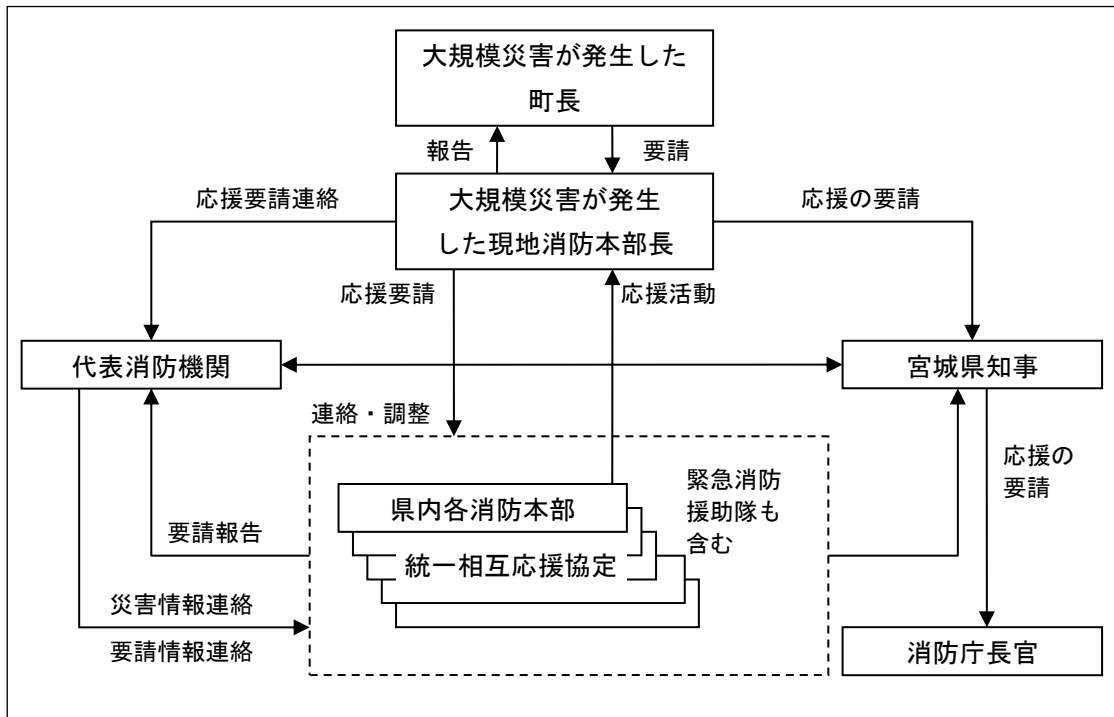 大規模災害が発生した
町長
報告
要請
応援要請連絡
大規模災害が発生
した現地消防本部長
応援の要請
応援要請
応援活動
代表消防機関
宮城県知事
連絡・調整
応援の
要請
緊急消防
援助隊も
含む
県内各消防本部
統一相互応援協定
要請報告
災害情報連絡
要請情報連絡
消防庁長官